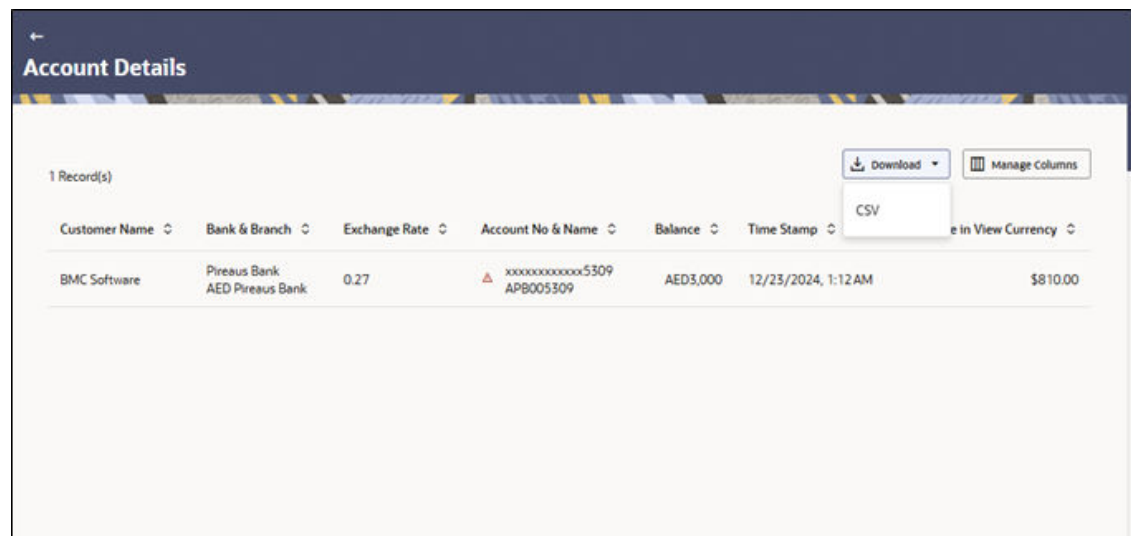 Account Details
1 Record(s)
Download
Manage Columns
CSV
Customer Name
Bank & Branch
Exchange Rate
Account No & Name
Balance
Time Stamp
e in View Currency
BMC Software
Pireaus Bank
AED Pireaus Bank
0.27
xxxxxxxxxxxx5309
APB005309
AED3,000
12/23/2024, 1:12 AM
$810.00